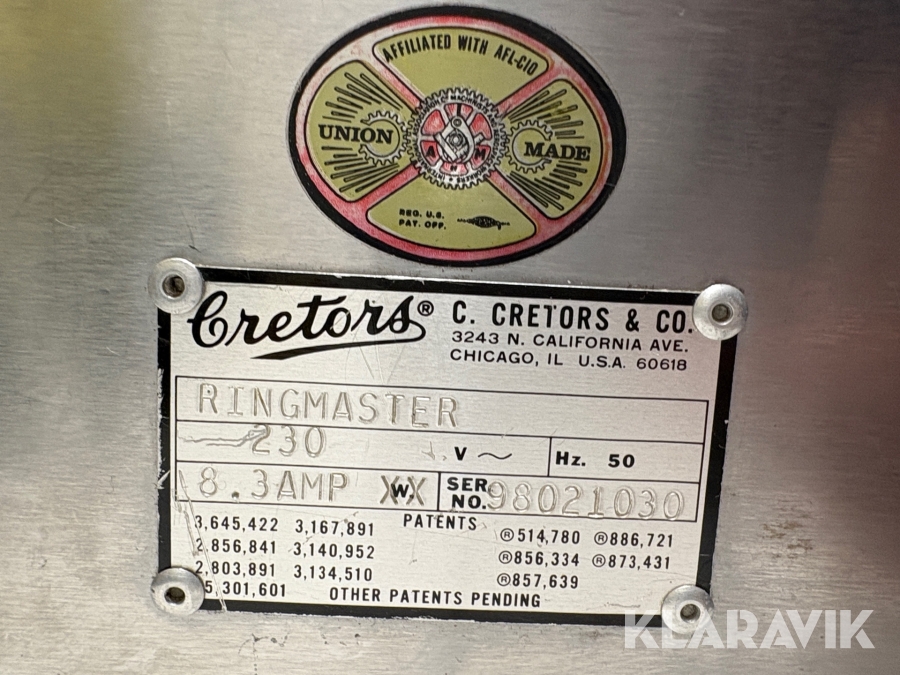 AFFILIATED WITH AFL-CIO
UNION MADE
I A M
REG. U.S.
PAT. OFF.
Cretors® C. CRETORS & CO.
3243 N. CALIFORNIA AVE.
CHICAGO, IL U.S.A. 60618
RINGMASTER
230 V ~ Hz. 50
8.3AMP XWX SER. NO. 98021030
PATENTS
3,645,422 3,167,891 ®514,780 ®886,721
2,856,841 3,140,952 ®856,334 ®873,431
2,803,891 3,134,510 ®857,639
5,301,601 OTHER PATENTS PENDING
KLARAVIK